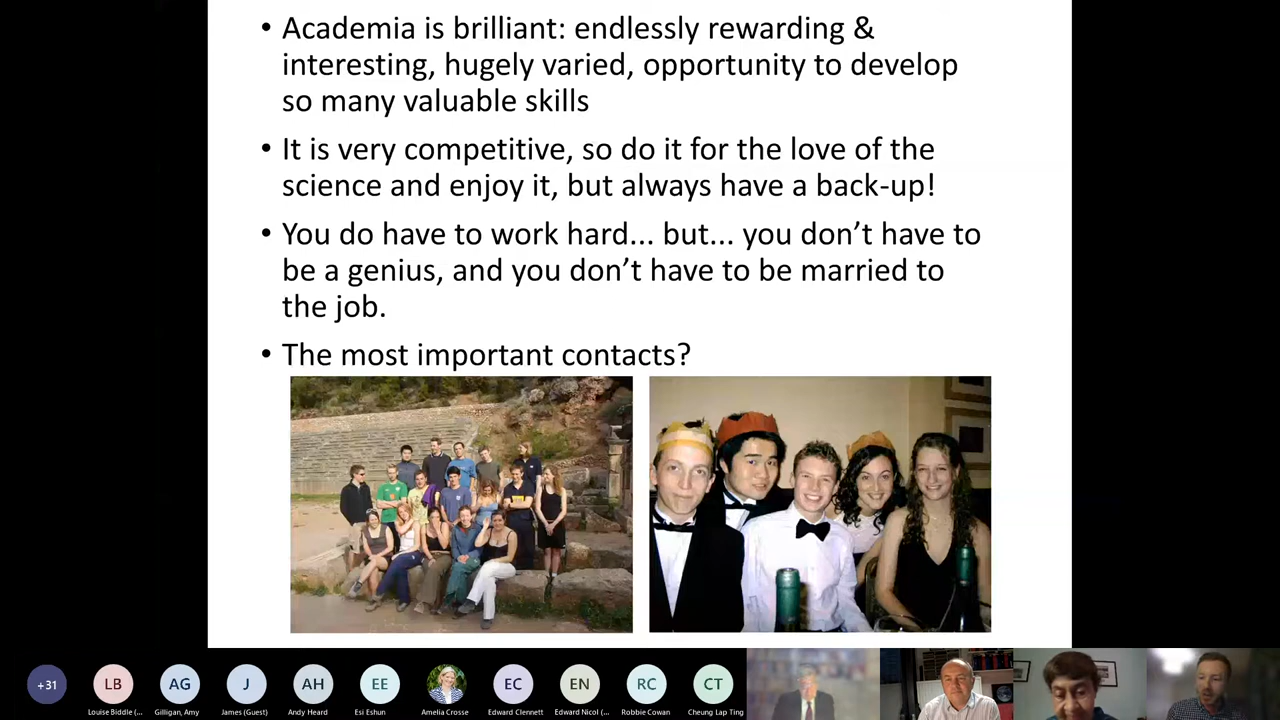 • Academia is brilliant: endlessly rewarding &
interesting, hugely varied, opportunity to develop
so many valuable skills
• It is very competitive, so do it for the love of the
science and enjoy it, but always have a back-up!
• You do have to work hard... but... you don’t have to
be a genius, and you don’t have to be married to
the job.
• The most important contacts?
+31
LB
AG
J
AH
EE
EC
EN
RC
CT
Louise Biddle (...
Gilligan, Amy
James (Guest)
Andy Heard
Esi Eshun
Amelia Crosse
Edward Clennett
Edward Nicol (...
Robbie Cowan
Cheung Lap Ting